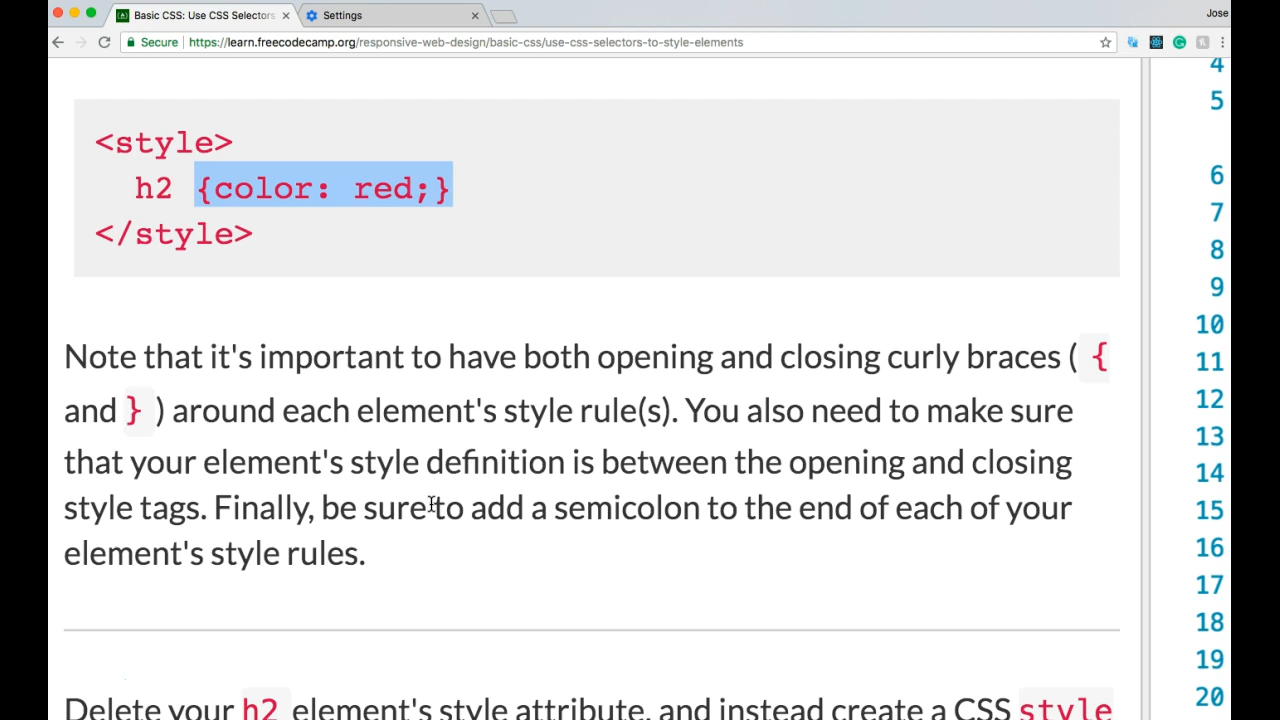 Basic CSS: Use CSS Selectors
Settings
Jose
Secure https://learn.freecodecamp.org/responsive-web-design/basic-css/use-css-selectors-to-style-elements
<style>
h2 {color: red;}
</style>
Note that it's important to have both opening and closing curly braces ( {
and } ) around each element's style rule(s). You also need to make sure
that your element's style definition is between the opening and closing
style tags. Finally, be sure to add a semicolon to the end of each of your
element's style rules.
Delete your h2 element's style attribute, and instead create a CSS style
4
5
6
7
8
9
10
11
12
13
14
15
16
17
18
19
20